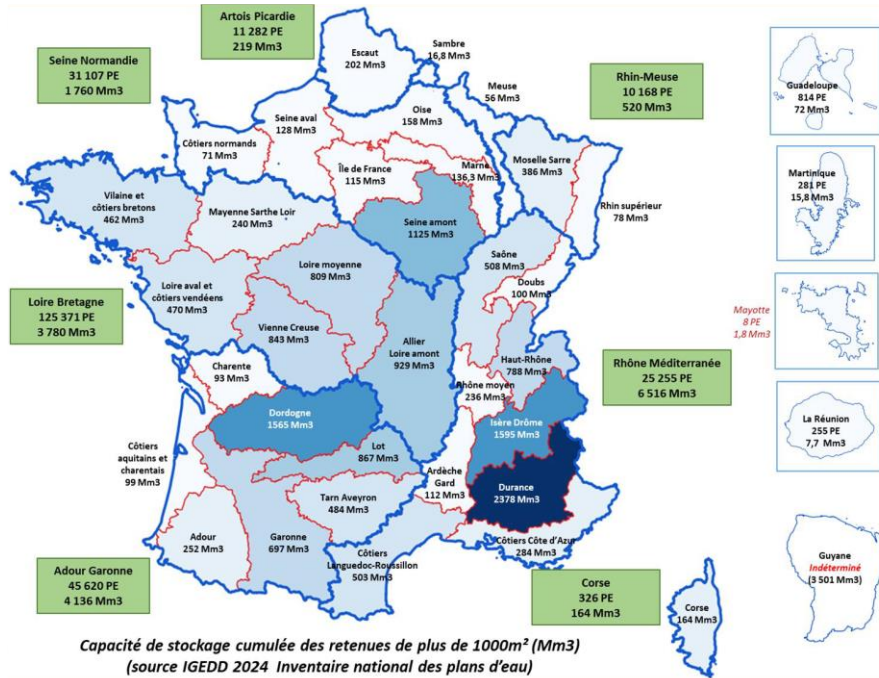 Artois Picardie
11 282 PE
219 Mm3
Seine Normandie
31 107 PE
1 760 Mm3
Rhin-Meuse
10 168 PE
520 Mm3
Escaut
202 Mm3
Sambre
16,8 Mm3
Meuse
56 Mm3
Oise
158 Mm3
Seine aval
128 Mm3
Côtiers normands
71 Mm3
Île de France
115 Mm3
Marne
136,3 Mm3
Moselle Sarre
386 Mm3
Rhin supérieur
78 Mm3
Guadeloupe
814 PE
72 Mm3
Martinique
281 PE
15,8 Mm3
Vilaine et
côtiers bretons
462 Mm3
Mayenne Sarthe Loir
240 Mm3
Seine amont
1125 Mm3
Loire moyenne
809 Mm3
Saône
508 Mm3
Doubs
100 Mm3
Loire Bretagne
125 371 PE
3 780 Mm3
Loire aval et
côtiers vendéens
470 Mm3
Vienne Creuse
843 Mm3
Allier
Loire amont
929 Mm3
Haut-Rhône
788 Mm3
Mayotte
8 PE
1,8 Mm3
Rhône Méditerranée
25 255 PE
6 516 Mm3
Charente
93 Mm3
Rhône moyen
236 Mm3
Dordogne
1565 Mm3
Isère Drôme
1595 Mm3
La Réunion
255 PE
7,7 Mm3
Côtiers
aquitains et
charentais
99 Mm3
Lot
867 Mm3
Ardèche
Gard
112 Mm3
Durance
2378 Mm3
Tarn Aveyron
484 Mm3
Adour
252 Mm3
Garonne
697 Mm3
Côtiers
Languedoc-Roussillon
503 Mm3
Côtiers Côte d'Azur
284 Mm3
Guyane
Indéterminé
(3 501 Mm3)
Adour Garonne
45 620 PE
4 136 Mm3
Corse
326 PE
164 Mm3
Corse
164 Mm3
Capacité de stockage cumulée des retenues de plus de 1000m² (Mm3)
(source IGEDD 2024 Inventaire national des plans d'eau)